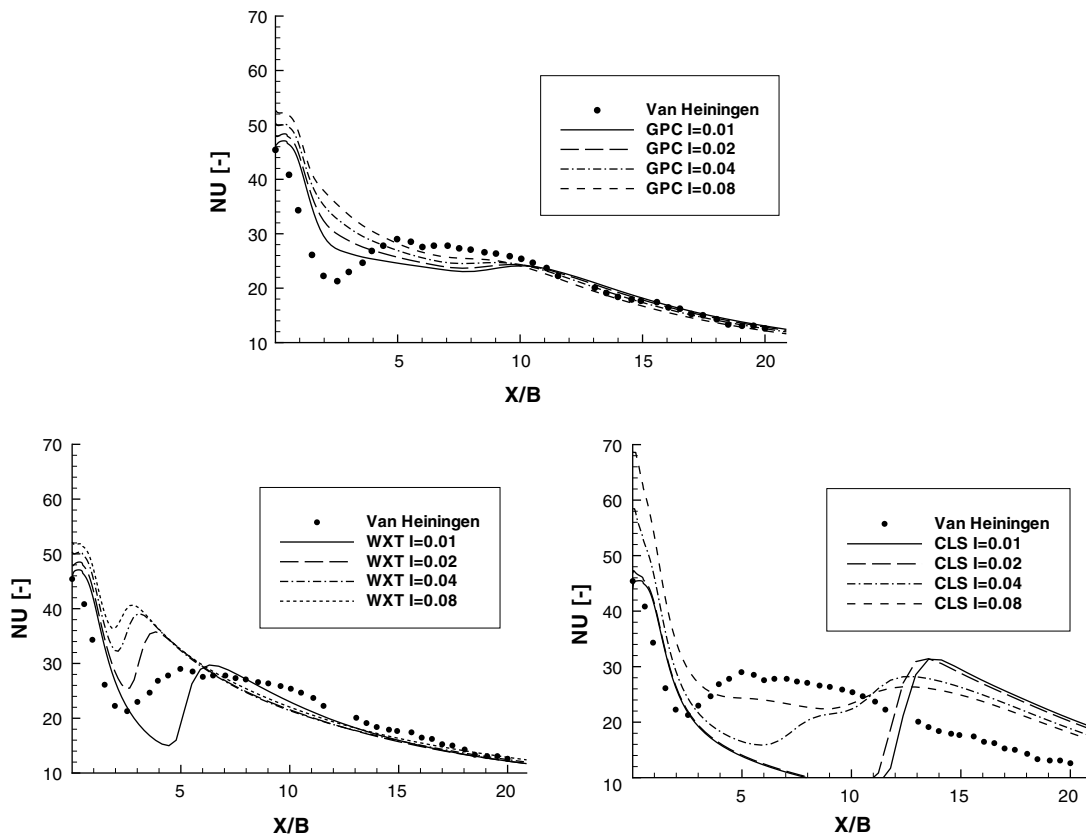 70
60
50
40
30
20
10
NU [-]
5
10
15
20
X/B
Van Heiningen
GPC I=0.01
GPC I=0.02
GPC I=0.04
GPC I=0.08
70
60
50
40
30
20
10
NU [-]
5
10
15
20
X/B
Van Heiningen
WXT I=0.01
WXT I=0.02
WXT I=0.04
WXT I=0.08
70
60
50
40
30
20
10
NU [-]
5
10
15
20
X/B
Van Heiningen
CLS I=0.01
CLS I=0.02
CLS I=0.04
CLS I=0.08